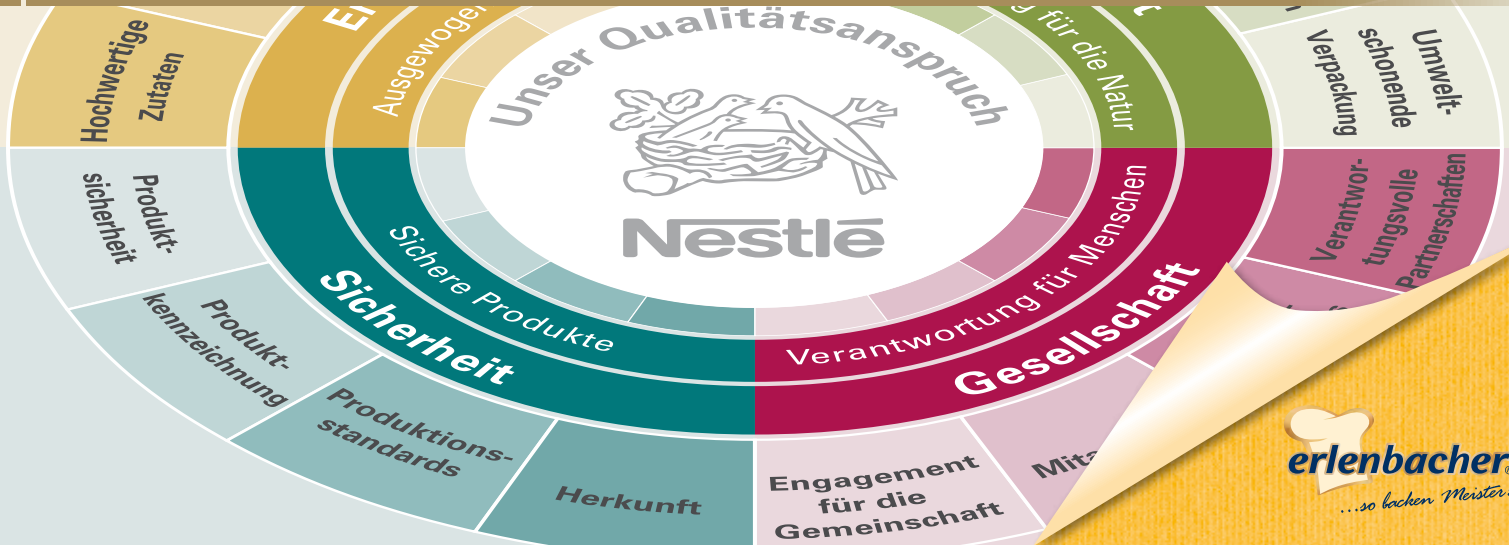 Unser Qualitätsanspruch
Nestlé
Hochwertige
Zutaten
für die Natur
Umwelt-
schonende
Verpackung
Produkt-
sicherheit
Sichere Produkte
Sicherheit
Verantwortung für Menschen
Gesellschaft
Verantwor-
tungsvolle
Partnerschaften
Produkt-
kennzeichnung
Produktions-
standards
Herkunft
Engagement
für die
Gemeinschaft
erlenbacher®
...so backen Meister.